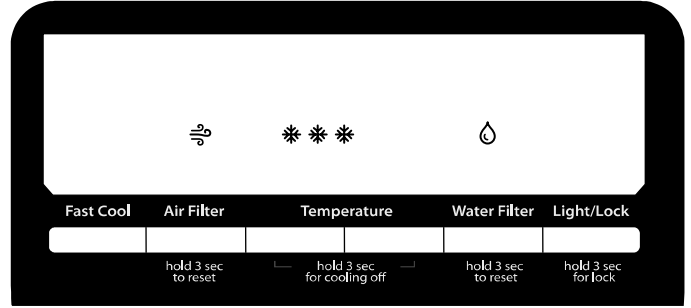 Fast Cool Air Filter Temperature Water Filter Light/Lock
hold 3 sec hold 3 sec hold 3 sec hold 3 sec
to reset for cooling off to reset for lock